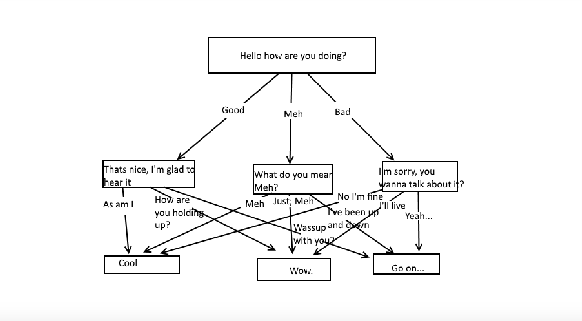 Hello how are you doing?
Good
Meh
Bad
Thats nice, I'm glad to
hear it
What do you mean
Meh?
I'm sorry, you
wanna talk about it?
As am I
How are
you holding
up?
Meh
Just, Meh
No I'm fine
I'll live
Yeah...
I've been up
and down
Wassup
with you?
Cool
Wow.
Go on...